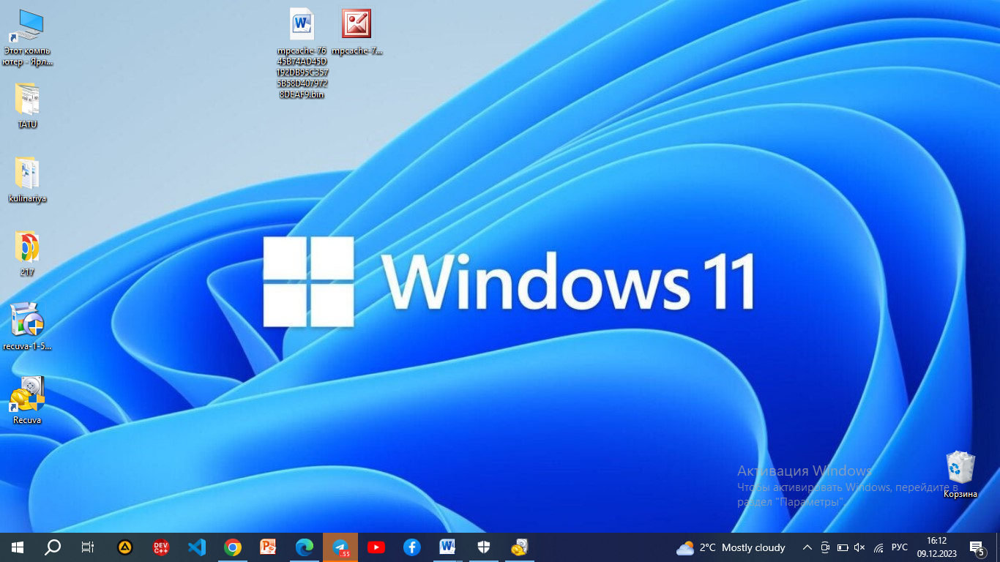 Этот компь
ютер - Ярл...
TATU
kulinariya
217
recuva-1-5...
Recuva
mpcache-76
45B74AD45D
192DB95C357
5B58D407972
8DEAF9.bin
mpcache-7...
Windows 11
Активация Windows
Чтобы активировать Windows, перейдите в
раздел "Параметры".
Корзина
DEV
C++
..55
2°C Mostly cloudy
РУС
16:12
09.12.2023
5